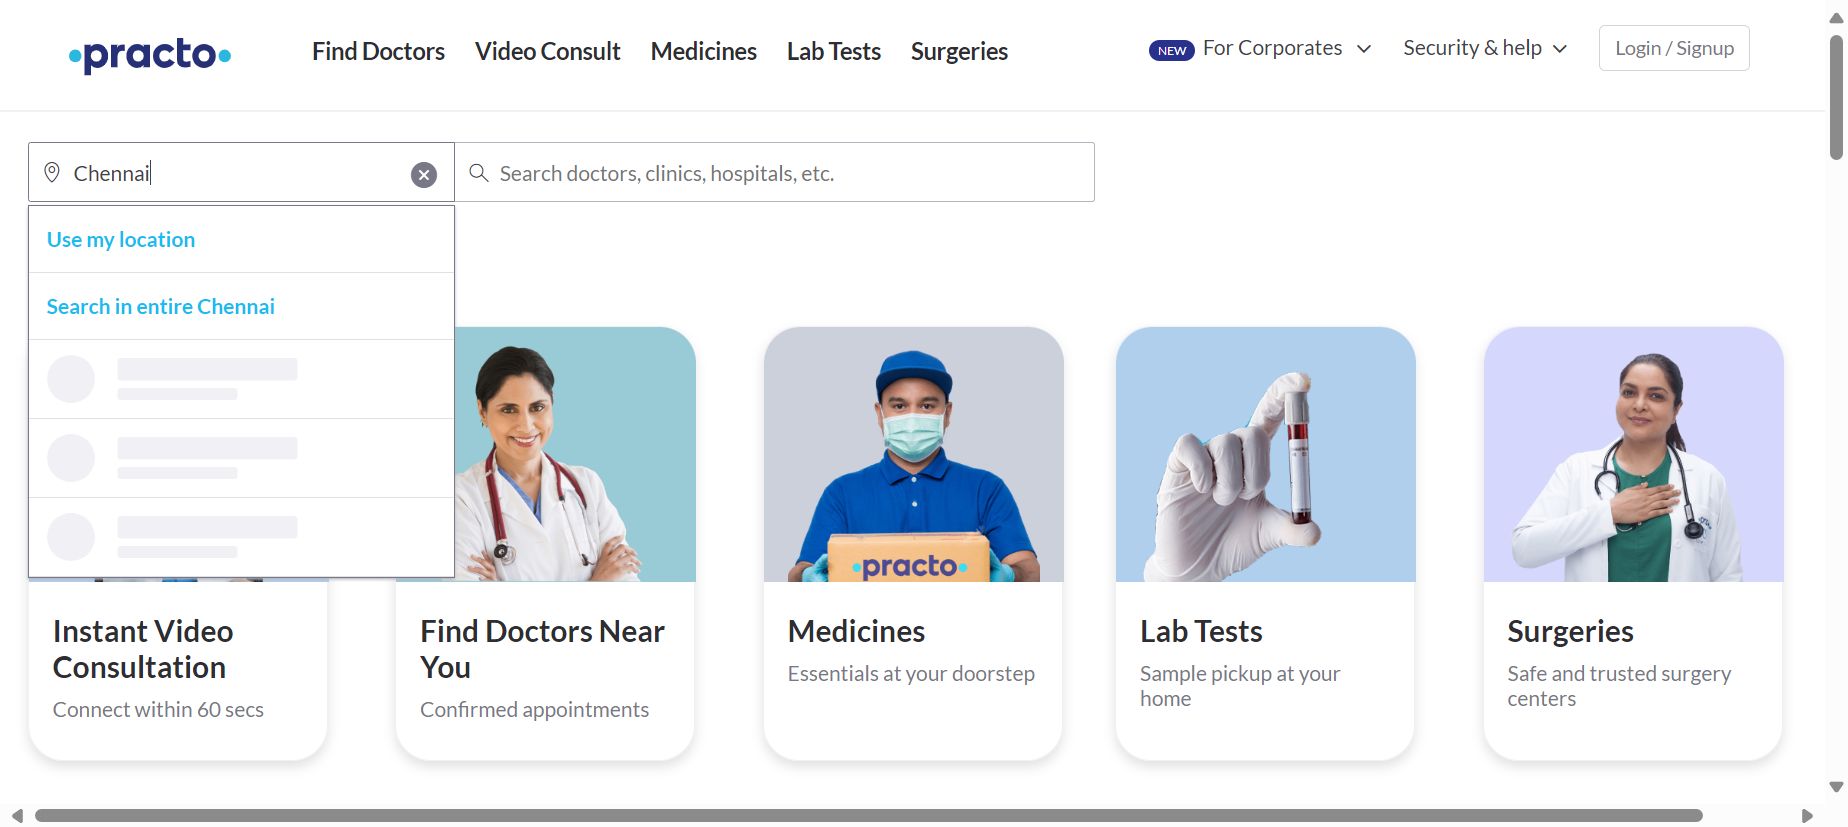 practo
Find Doctors
Video Consult
Medicines
Lab Tests
Surgeries
NEW For Corporates
Security & help
Login / Signup
Chennai
Search doctors, clinics, hospitals, etc.
Use my location
Search in entire Chennai
practo
Instant Video
Consultation
Connect within 60 secs
Find Doctors Near
You
Confirmed appointments
Medicines
Essentials at your doorstep
Lab Tests
Sample pickup at your
home
Surgeries
Safe and trusted surgery
centers